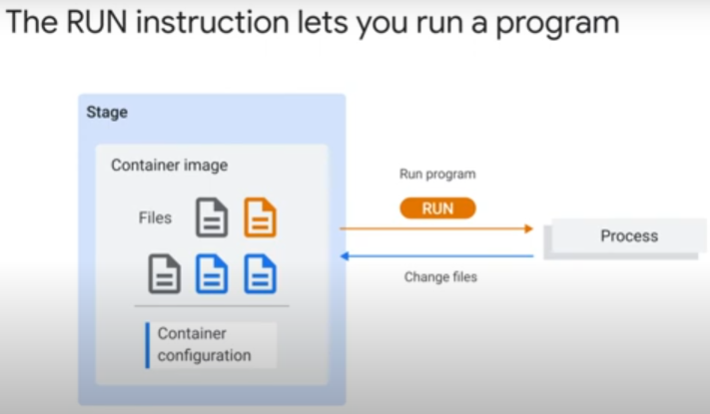 The RUN instruction lets you run a program
Stage
Container image
Files
Container
configuration
Run program
RUN
Change files
Process